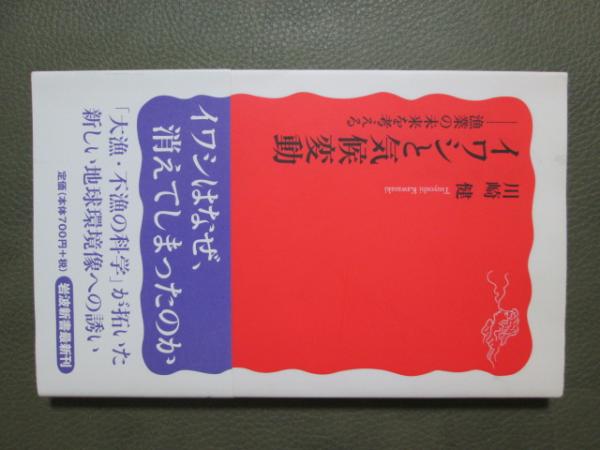 イワシと気候変動
──漁業の未来を考える
川崎 健
Tsuyoshi Kawasaki
イワシはなぜ、
消えてしまったのか
「大漁・不漁の科学」が拓いた
新しい地球環境像への誘い
定価(本体700円+税)
岩波新書最新刊